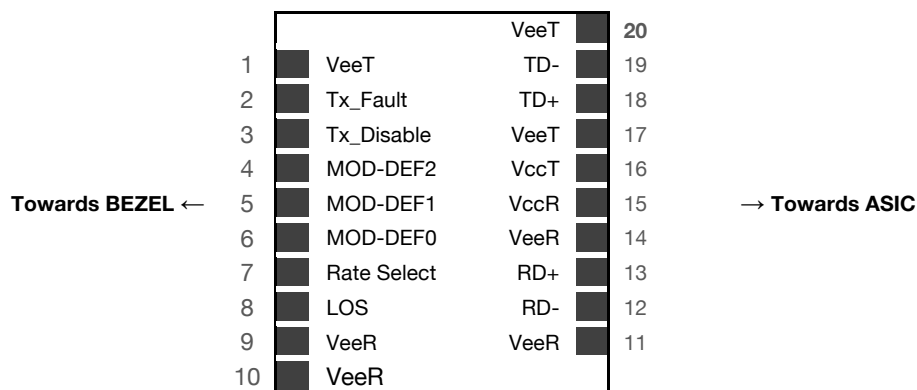 VeeT 20
1 VeeT TD- 19
2 Tx_Fault TD+ 18
3 Tx_Disable VeeT 17
4 MOD-DEF2 VccT 16
Towards BEZEL ← 5 MOD-DEF1 VccR 15 → Towards ASIC
6 MOD-DEF0 VeeR 14
7 Rate Select RD+ 13
8 LOS RD- 12
9 VeeR VeeR 11
10 VeeR